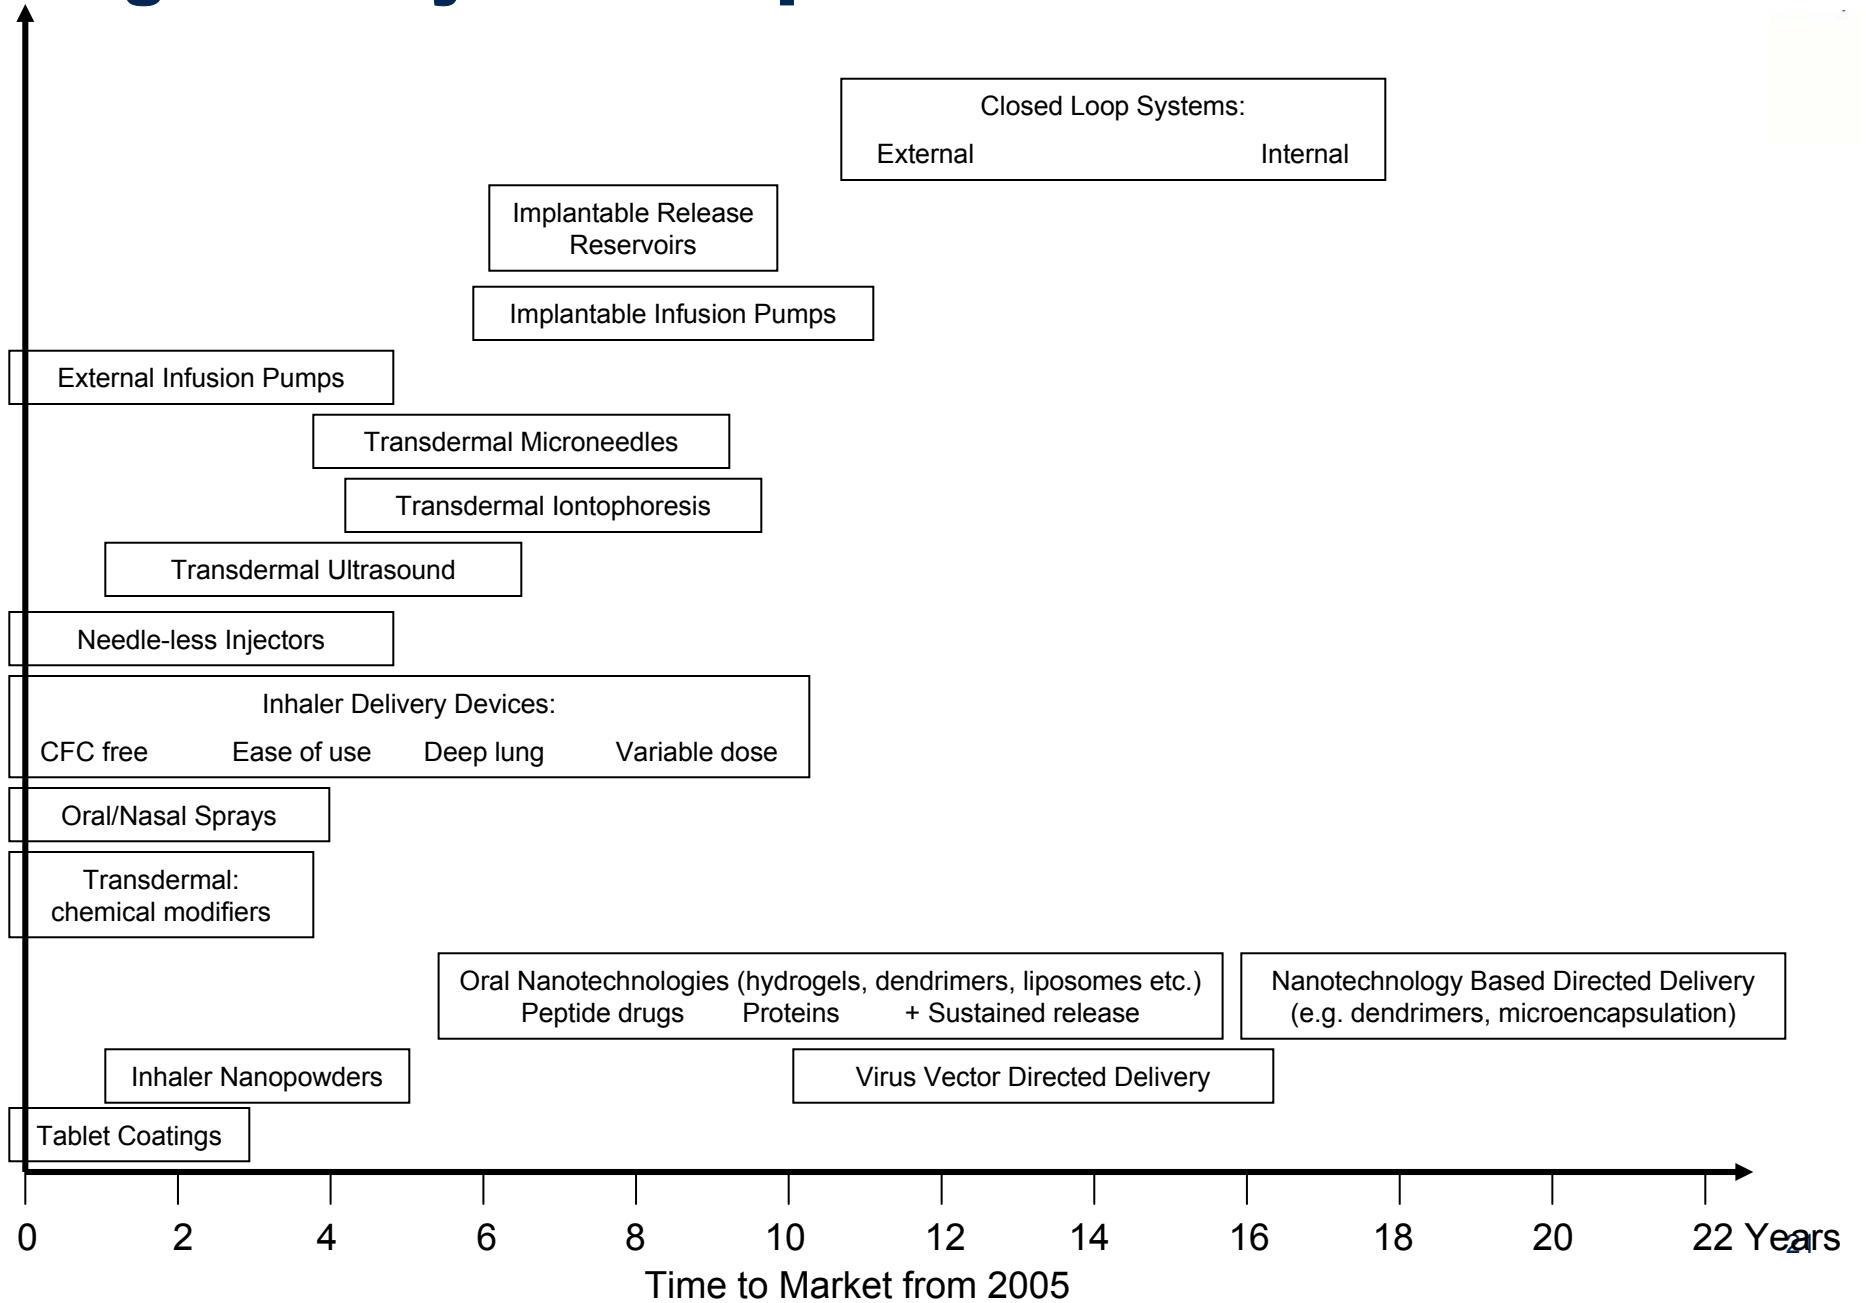 Closed Loop Systems:
External Internal
Implantable Release
Reservoirs
Implantable Infusion Pumps
External Infusion Pumps
Transdermal Microneedles
Transdermal Iontophoresis
Transdermal Ultrasound
Needle-less Injectors
Inhaler Delivery Devices:
CFC free Ease of use Deep lung Variable dose
Oral/Nasal Sprays
Transdermal:
chemical modifiers
Oral Nanotechnologies (hydrogels, dendrimers, liposomes etc.)
Peptide drugs Proteins + Sustained release
Nanotechnology Based Directed Delivery
(e.g. dendrimers, microencapsulation)
Inhaler Nanopowders
Virus Vector Directed Delivery
Tablet Coatings
0 2 4 6 8 10 12 14 16 18 20 22 Years
21
Time to Market from 2005